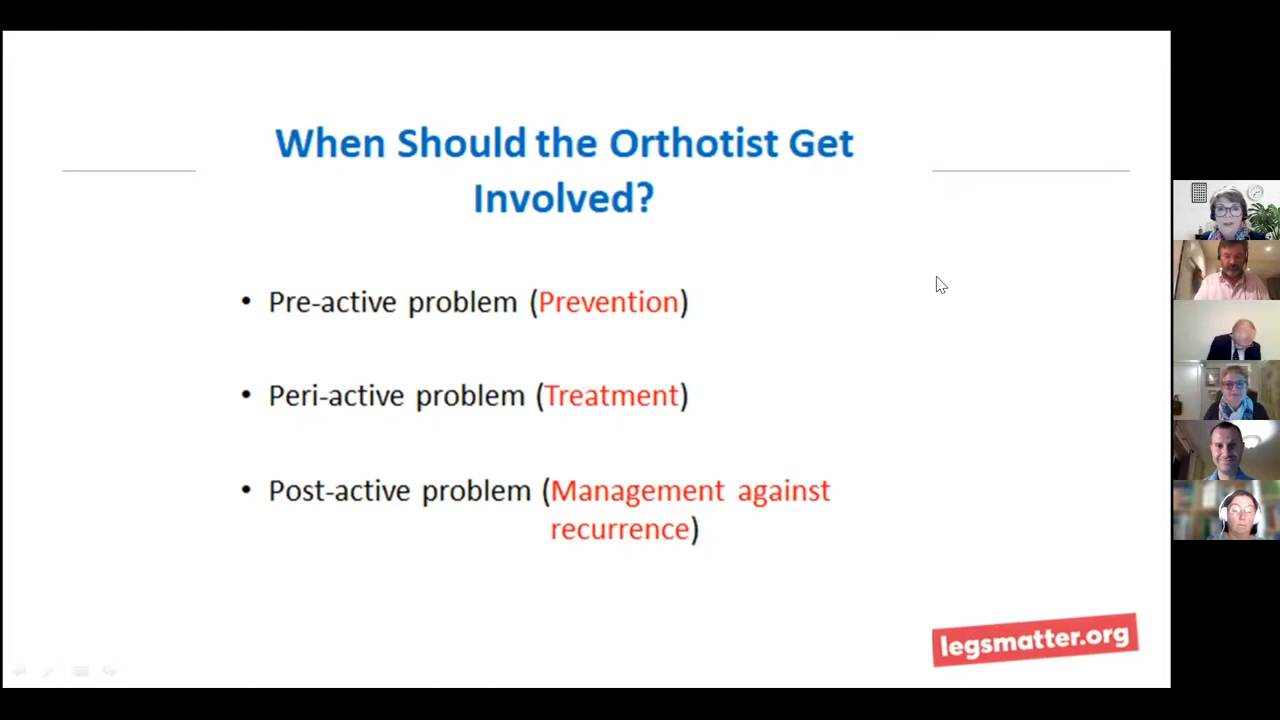 When Should the Orthotist Get
Involved?
• Pre-active problem (Prevention)
• Peri-active problem (Treatment)
• Post-active problem (Management against
recurrence)
legsmatter.org